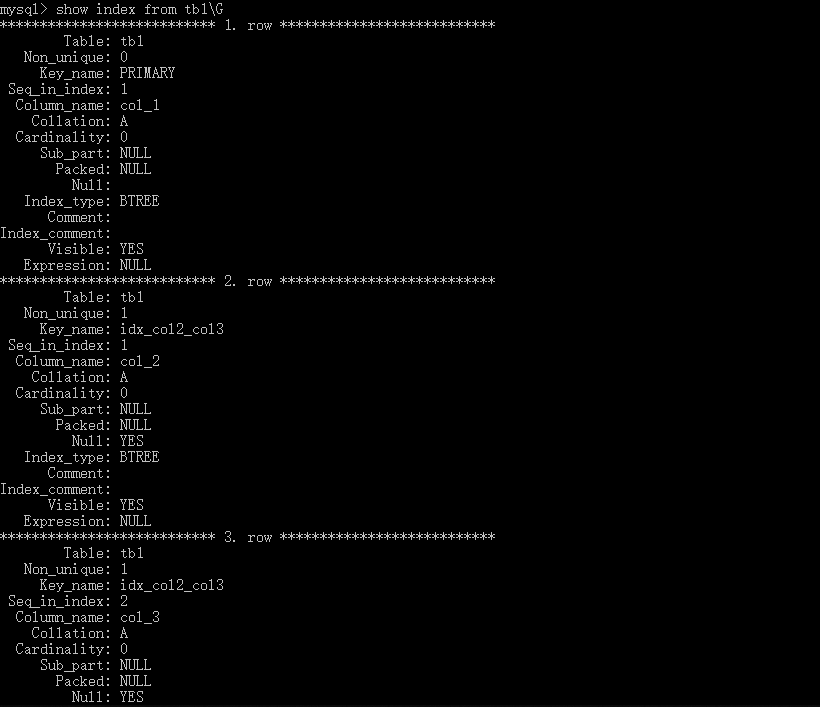 mysql> show index from tb1\G
*************************** 1. row ***************************
Table: tb1
Non_unique: 0
Key_name: PRIMARY
Seq_in_index: 1
Column_name: col_1
Collation: A
Cardinality: 0
Sub_part: NULL
Packed: NULL
Null:
Index_type: BTREE
Comment:
Index_comment:
Visible: YES
Expression: NULL
*************************** 2. row ***************************
Table: tb1
Non_unique: 1
Key_name: idx_col2_col3
Seq_in_index: 1
Column_name: col_2
Collation: A
Cardinality: 0
Sub_part: NULL
Packed: NULL
Null: YES
Index_type: BTREE
Comment:
Index_comment:
Visible: YES
Expression: NULL
*************************** 3. row ***************************
Table: tb1
Non_unique: 1
Key_name: idx_col2_col3
Seq_in_index: 2
Column_name: col_3
Collation: A
Cardinality: 0
Sub_part: NULL
Packed: NULL
Null: YES